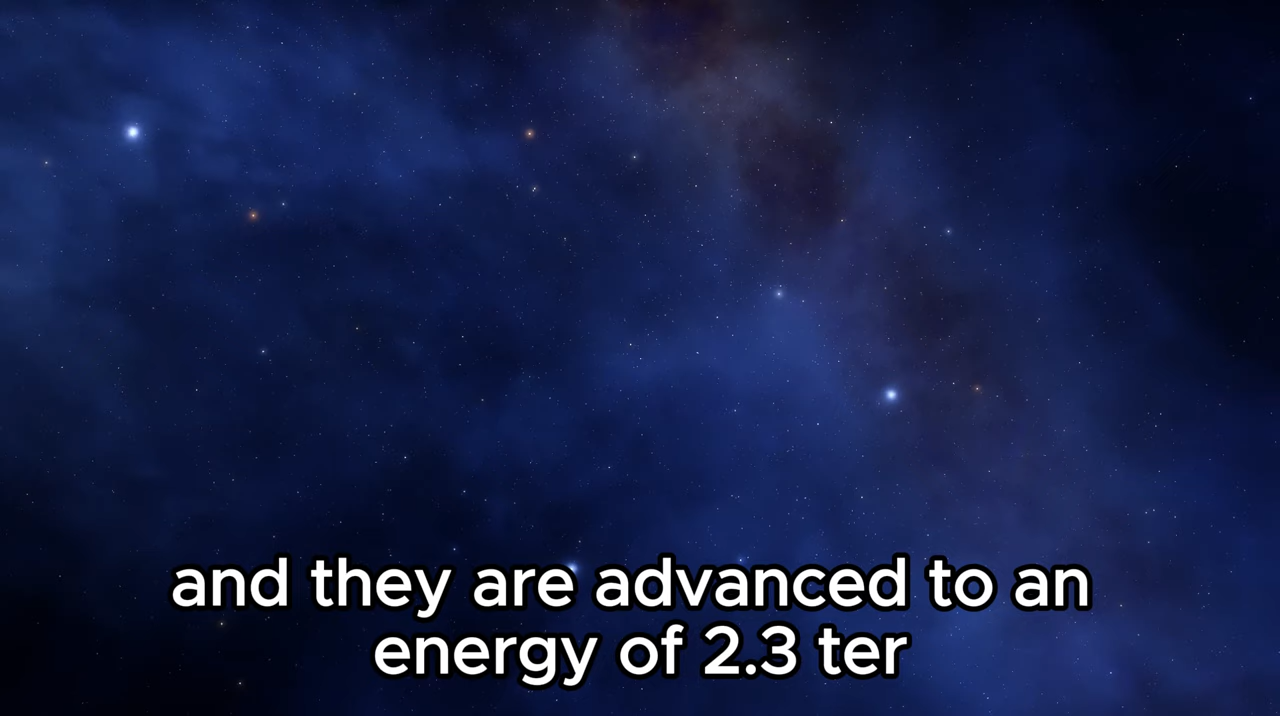 and they are advanced to an
energy of 2.3 ter